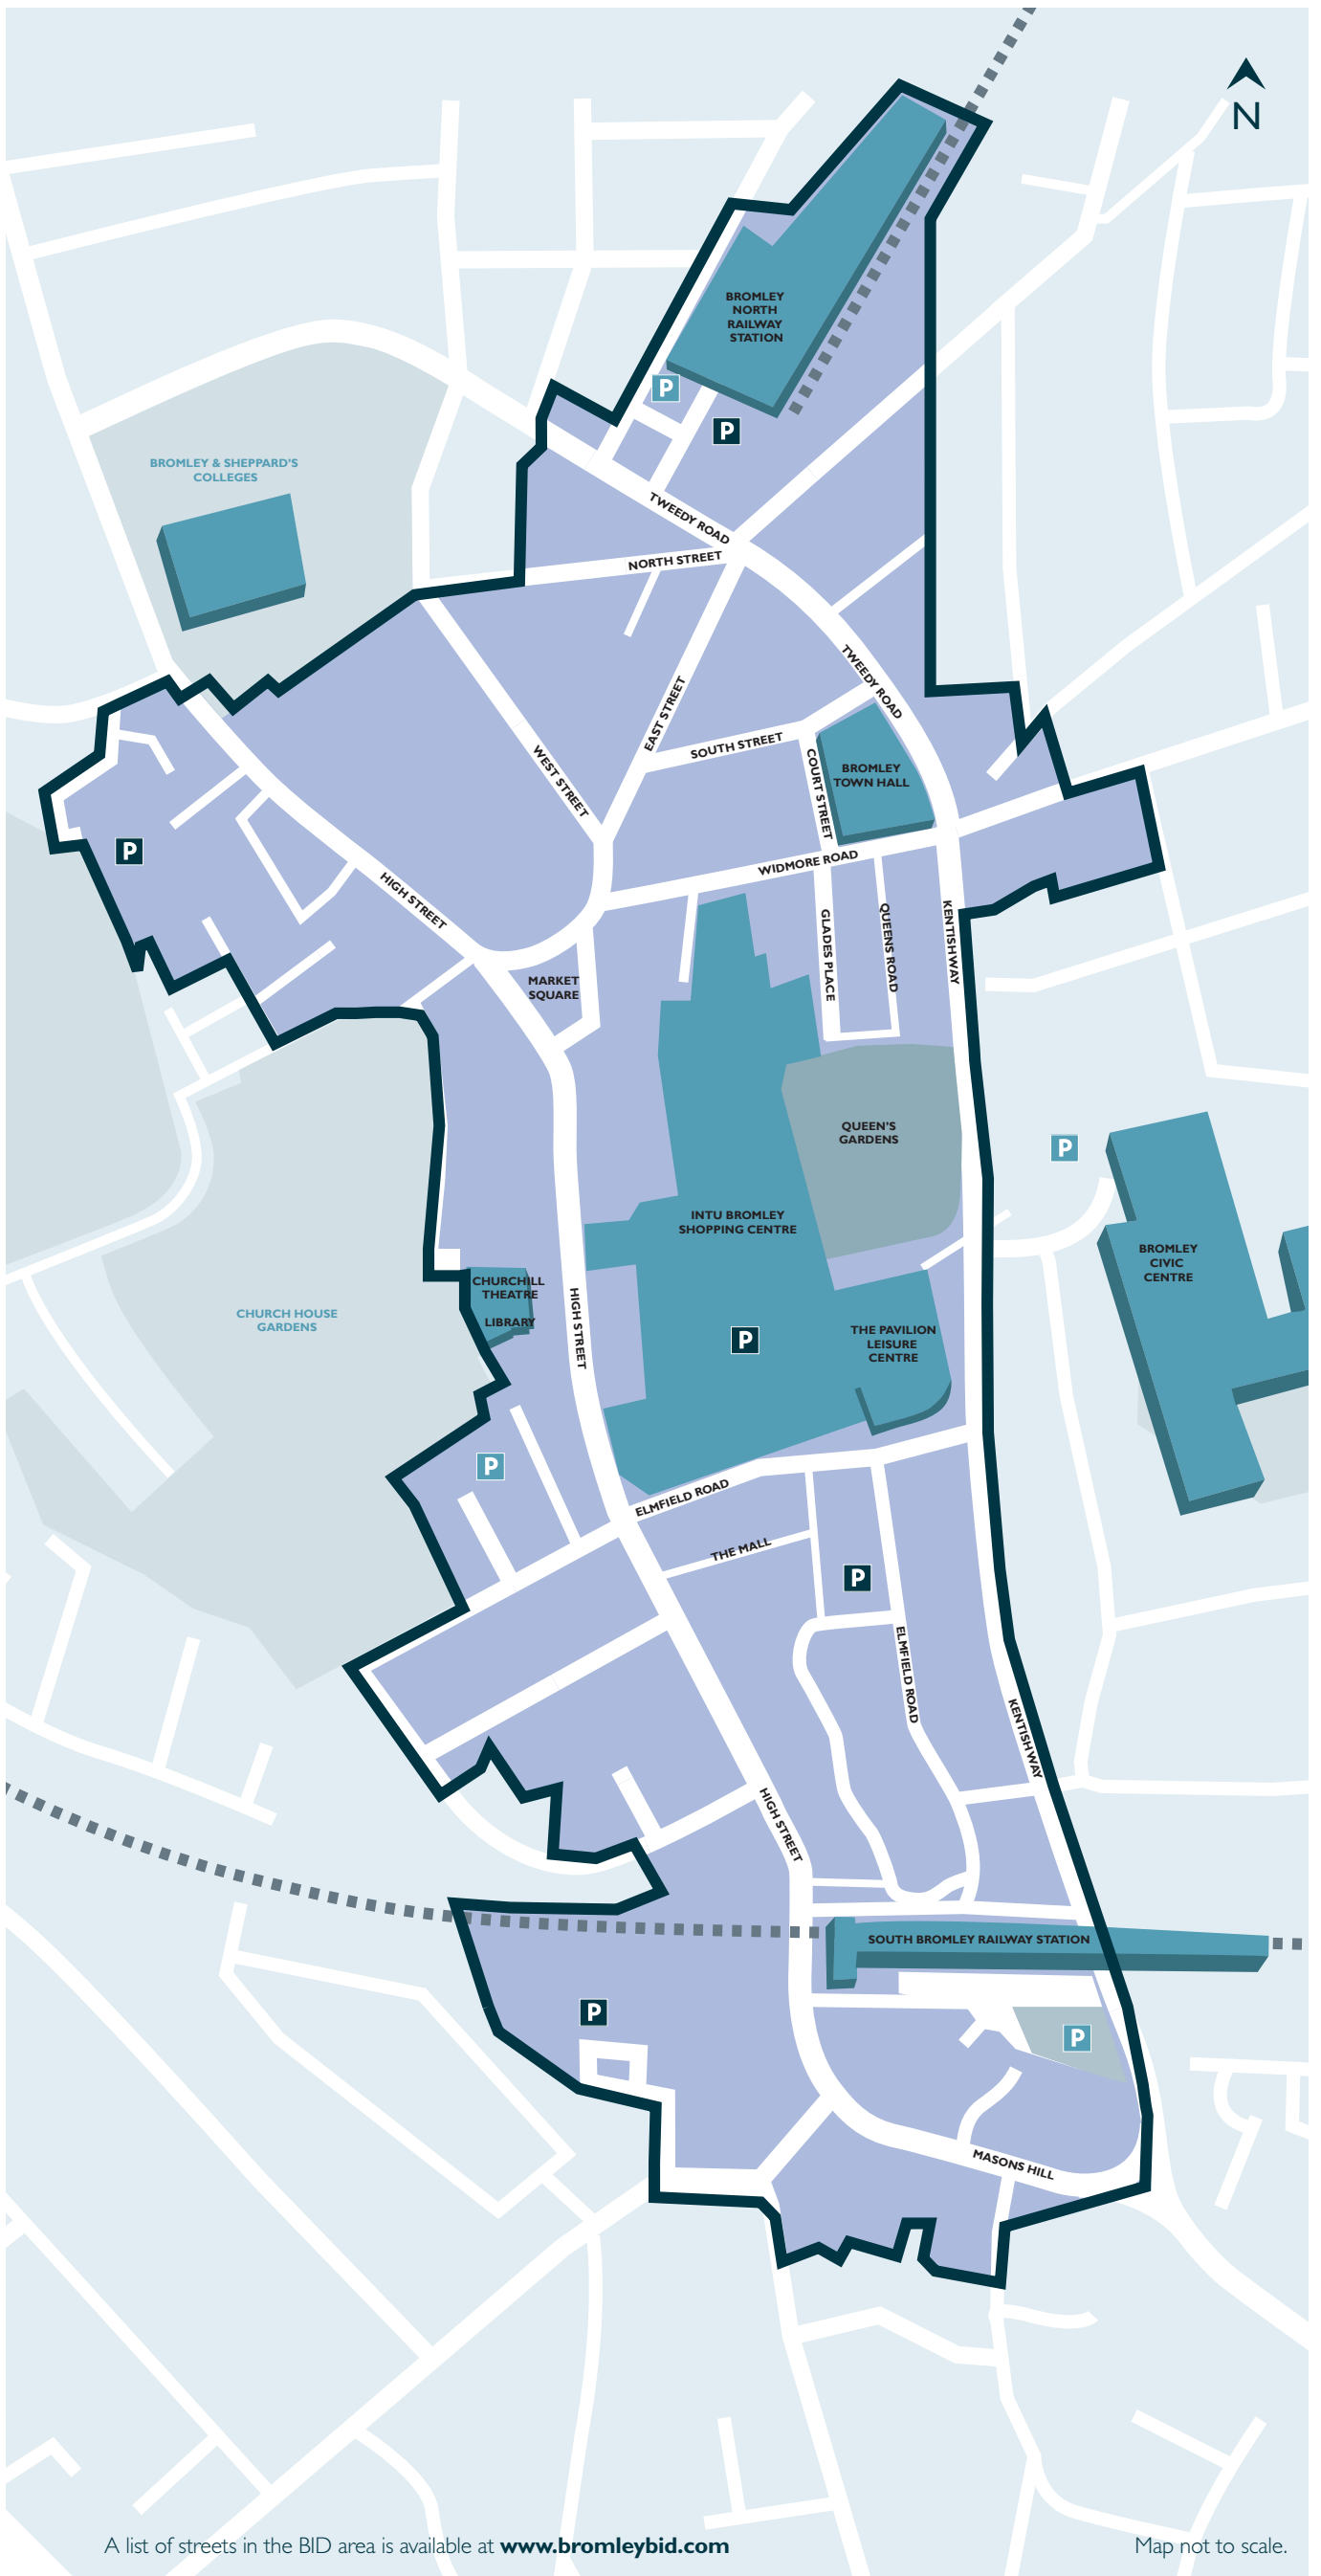 N
BROMLEY
NORTH
RAILWAY
STATION
P
P
BROMLEY & SHEPPARD'S
COLLEGES
TWEEDY ROAD
NORTH STREET
TWEEDY ROAD
EAST STREET
SOUTH STREET
WEST STREET
COURT STREET
BROMLEY
TOWN HALL
P
WIDMORE ROAD
HIGH STREET
GLADES PLACE
QUEENS ROAD
KENTISHWAY
MARKET
SQUARE
QUEEN'S
GARDENS
P
INTU BROMLEY
SHOPPING CENTRE
BROMLEY
CIVIC
CENTRE
CHURCHILL
THEATRE
LIBRARY
CHURCH HOUSE
GARDENS
HIGH STREET
P
THE PAVILION
LEISURE
CENTRE
P
ELMFIELD ROAD
THE MALL
P
ELMFIELD ROAD
KENTISHWAY
HIGH STREET
SOUTH BROMLEY RAILWAY STATION
P
P
MASONS HILL
A list of streets in the BID area is available at www.bromleybid.com
Map not to scale.